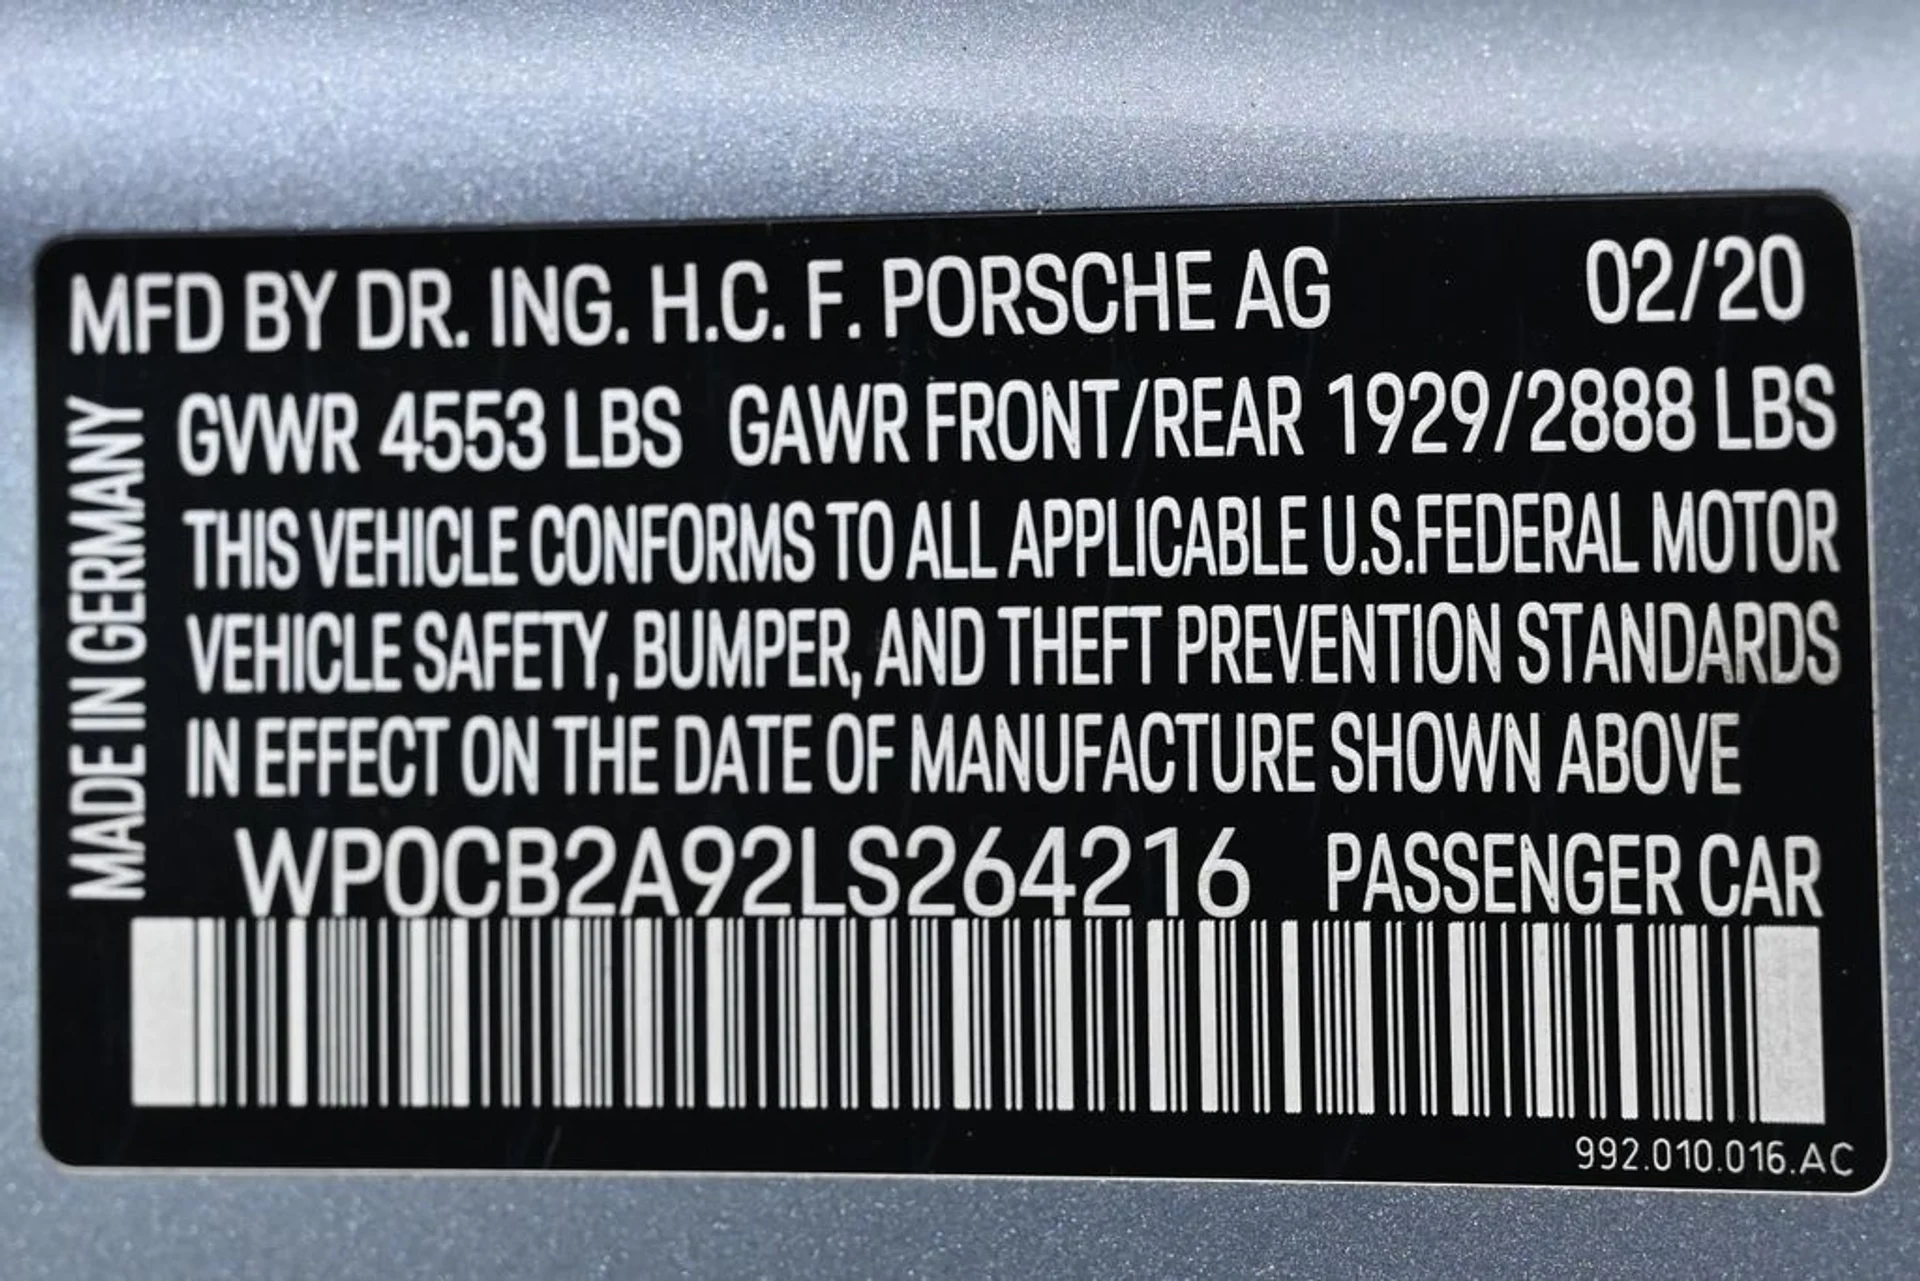 MFD BY DR. ING. H.C. F. PORSCHE AG 02/20
GVWR 4553 LBS GAWR FRONT/REAR 1929/2888 LBS
THIS VEHICLE CONFORMS TO ALL APPLICABLE U.S.FEDERAL MOTOR
VEHICLE SAFETY, BUMPER, AND THEFT PREVENTION STANDARDS
IN EFFECT ON THE DATE OF MANUFACTURE SHOWN ABOVE
WP0CB2A92LS264216 PASSENGER CAR
992.010.016.AC
MADE IN GERMANY